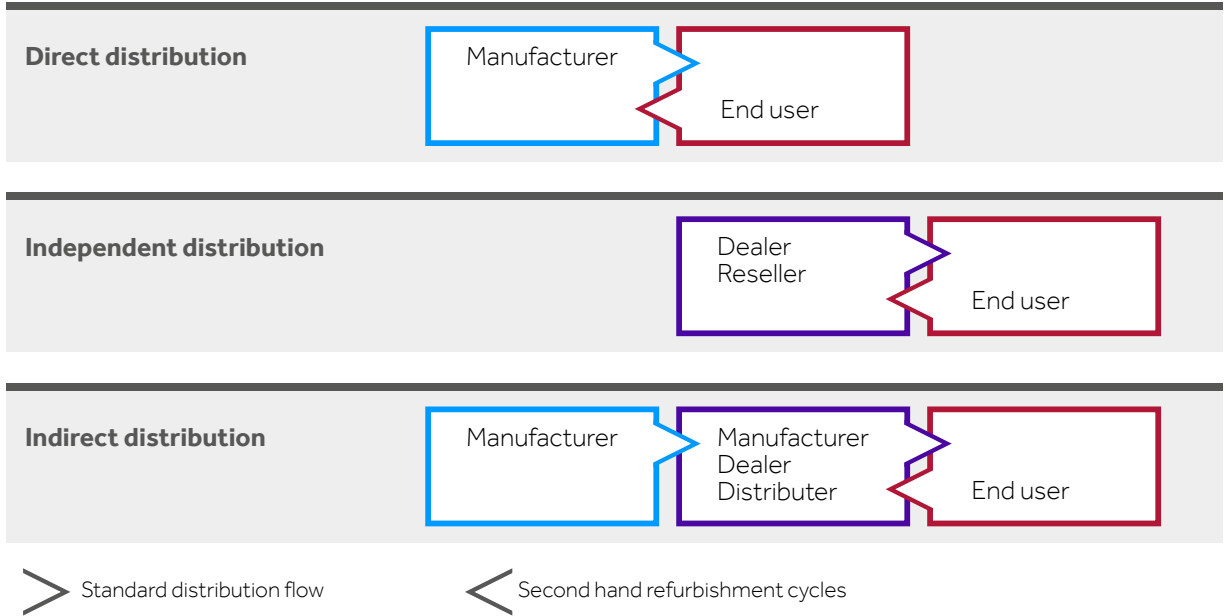 Direct distribution
Manufacturer
End user
Independent distribution
Dealer
Reseller
End user
Indirect distribution
Manufacturer
Manufacturer
Dealer
Distributer
End user
Standard distribution flow
Second hand refurbishment cycles